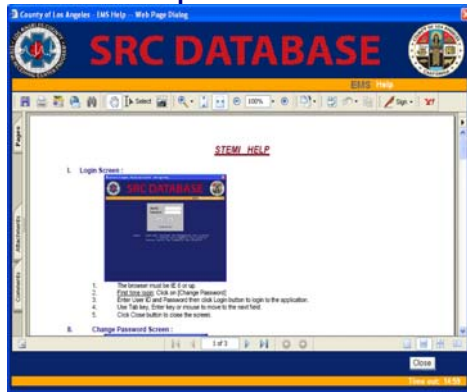 County of Los Angeles - EMS Help -- Web Page Dialog
SRC DATABASE
EMS Help
Select
100%
Sign
Y!
Pages
Attachments
Comments
STEMI HELP
I. Login Screen :
SRC DATABASE
1. The browser must be IE 6 or up.
2. First time login: Click on [Change Password]
3. Enter User ID and Password then click Login button to login to the application.
4. Use Tab key, Enter key or mouse to move to the next field.
5. Click Close button to close the screen.
II. Change Password Screen :
1 of 3
Close
Time out: 14:59